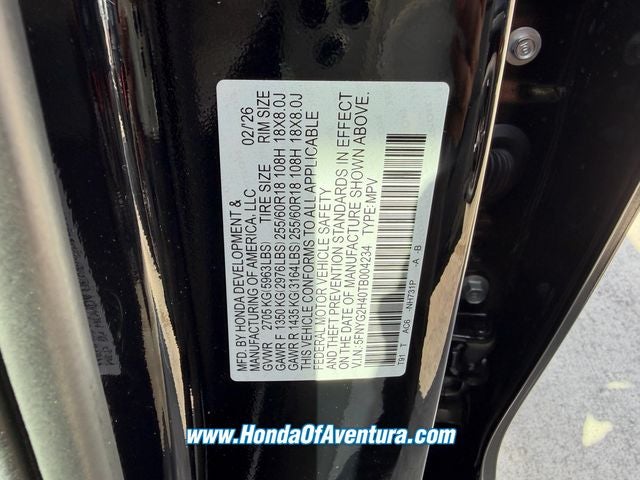 MFD. BY HONDA DEVELOPMENT &
MANUFACTURING OF AMERICA, LLC 02/26
GVWR 2705KG(5963LBS) TIRE SIZE RIM SIZE
GAWR F 1350KG(2976LBS) 255/60R18 108H 18X8.0J
GAWR R 1435KG(3164LBS) 255/60R18 108H 18X8.0J
THIS VEHICLE CONFORMS TO ALL APPLICABLE
FEDERAL MOTOR VEHICLE SAFETY
AND THEFT PREVENTION STANDARDS IN EFFECT
ON THE DATE OF MANUFACTURE SHOWN ABOVE.
V.I.N: 5FNYG2H40TB004234 TYPE:MPV
T91 T AC6 -NH731P -A -B
www.HondaOfAventura.com